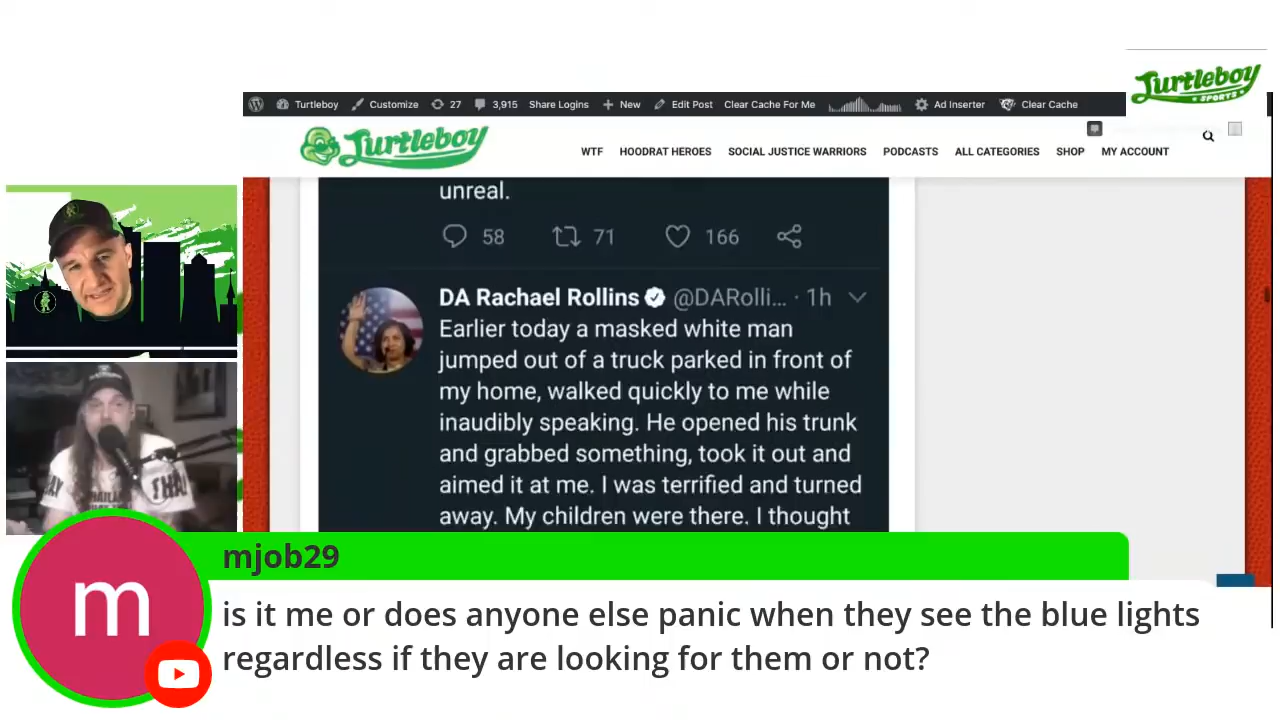 Turtleboy
SPORTS
Turtleboy Customize 27 3,915 Share Logins New Edit Post Clear Cache For Me Ad Inserter Clear Cache
Turtleboy
WTF HOODRAT HEROES SOCIAL JUSTICE WARRIORS PODCASTS ALL CATEGORIES SHOP MY ACCOUNT
unreal.
58 71 166
DA Rachael Rollins @DARolli... · 1h
Earlier today a masked white man
jumped out of a truck parked in front of
my home, walked quickly to me while
inaudibly speaking. He opened his trunk
and grabbed something, took it out and
aimed it at me. I was terrified and turned
away. My children were there. I thought
m
mjob29
is it me or does anyone else panic when they see the blue lights
regardless if they are looking for them or not?